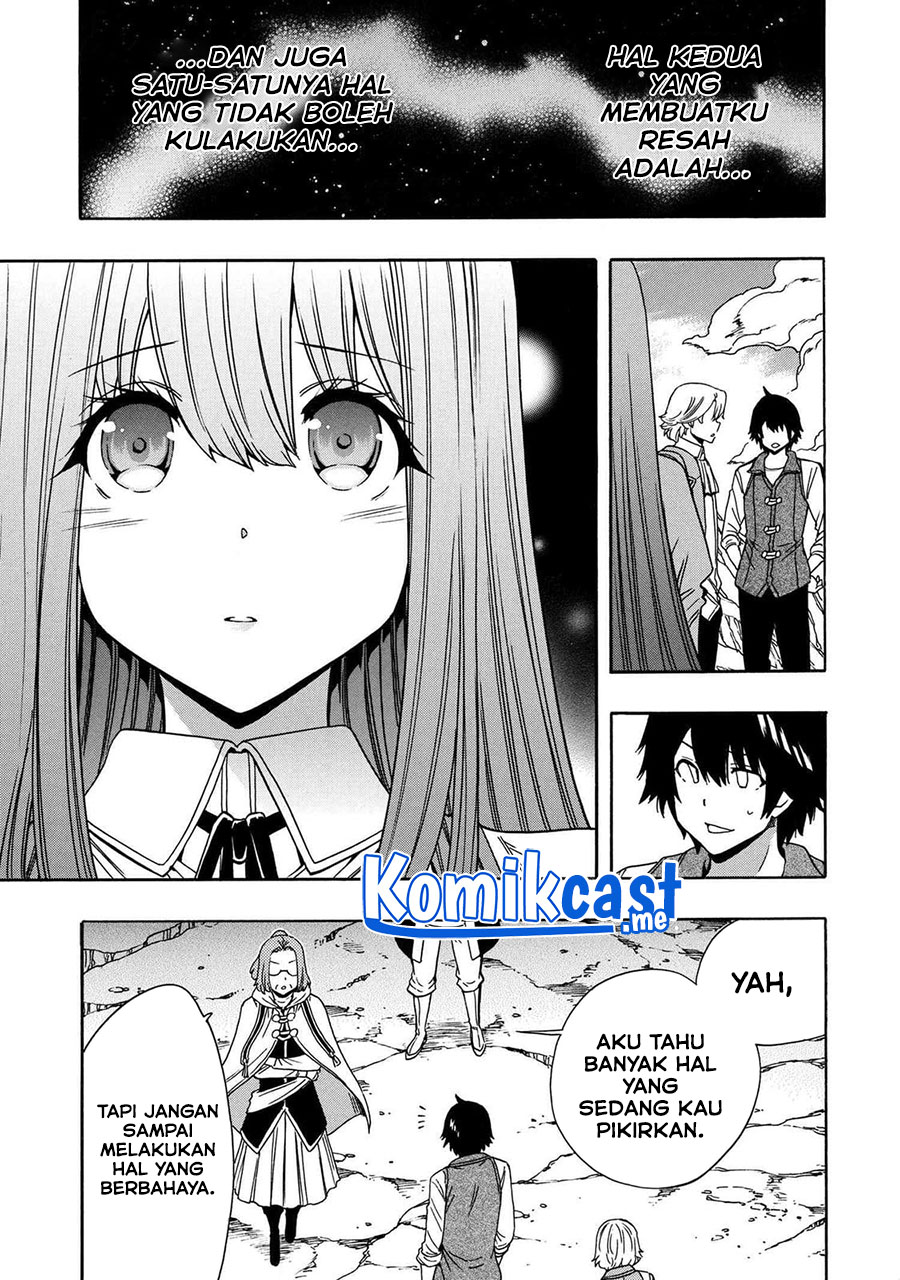 HAL KEDUA
YANG
MEMBUATKU
RESAH
ADALAH...
...DAN JUGA
SATU-SATUNYA HAL
YANG TIDAK BOLEH
KULAKUKAN...
Komikcast
.me
YAH,
AKU TAHU
BANYAK HAL
YANG
SEDANG KAU
PIKIRKAN.
TAPI JANGAN
SAMPAI
MELAKUKAN
HAL YANG
BERBAHAYA.